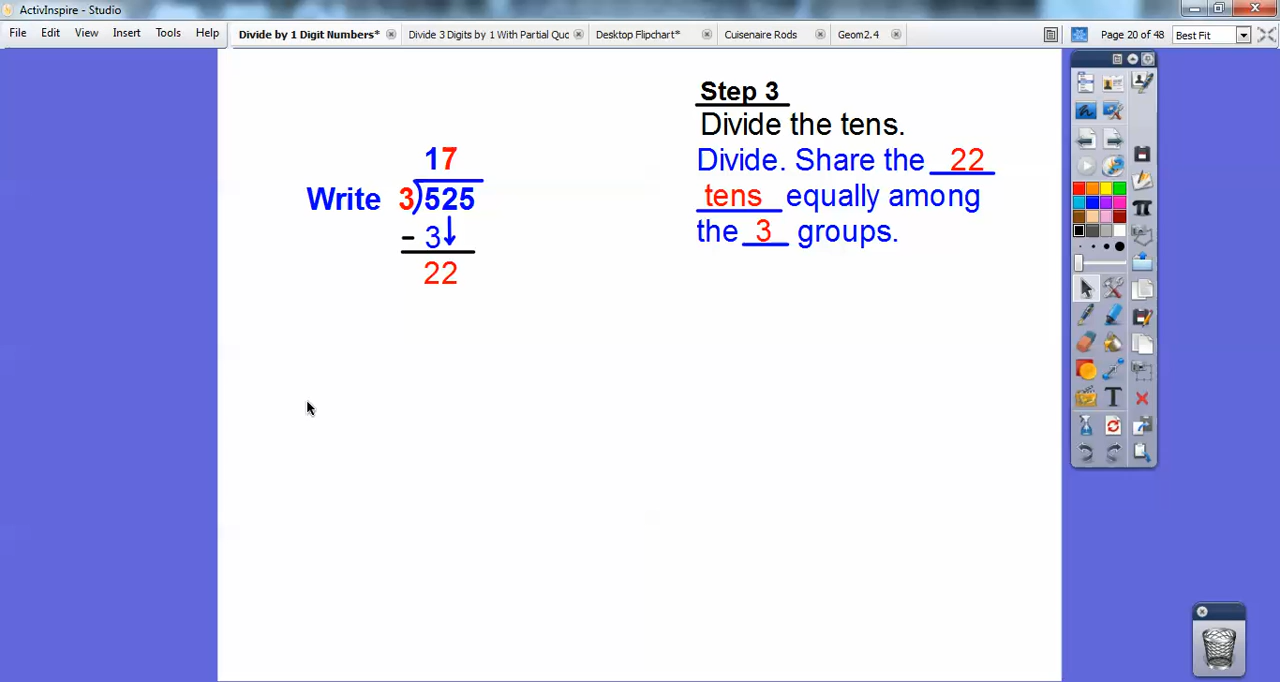 ActivInspire - Studio
File Edit View Insert Tools Help
Divide by 1 Digit Numbers* Divide 3 Digits by 1 With Partial Quc Desktop Flipchart* Cuisenaire Rods Geom2.4
Page 20 of 48 Best Fit
17
Write 3)525
- 3↓
22
Step 3
Divide the tens.
Divide. Share the 22
tens equally among
the 3 groups.